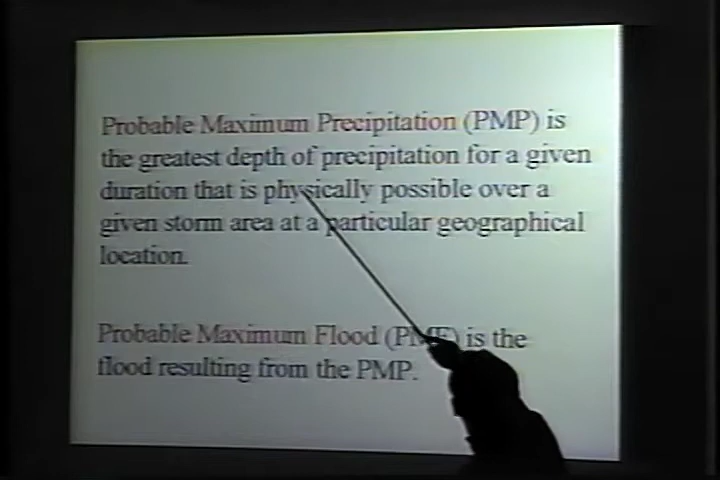 Probable Maximum Precipitation (PMP) is
the greatest depth of precipitation for a given
duration that is physically possible over a
given storm area at a particular geographical
location.
Probable Maximum Flood (PMF) is the
flood resulting from the PMP.